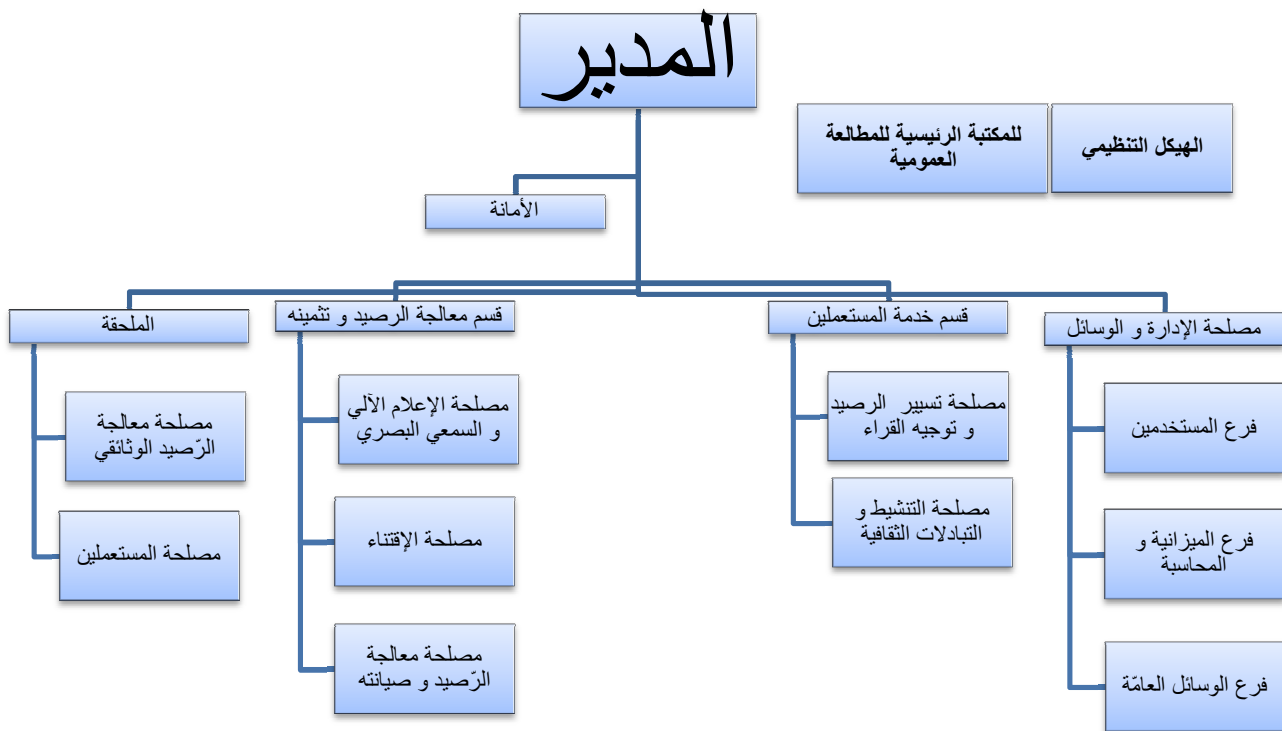 المدير
الهيكل التنظيمي
للمكتبة الرئيسية للمطالعة
العمومية
الأمانة
مصلحة الإدارة و الوسائل
فرع المستخدمين
فرع الميزانية و
المحاسبة
فرع الوسائل العامّة
قسم خدمة المستعملين
مصلحة تسيير الرصيد
و توجيه القراء
مصلحة التنشيط و
التبادلات الثقافية
قسم معالجة الرصيد و تثمينه
مصلحة الإعلام الآلي
و السمعي البصري
مصلحة الإقتناء
مصلحة معالجة
الرّصيد و صيانته
الملحقة
مصلحة معالجة
الرّصيد الوثائقي
مصلحة المستعملين